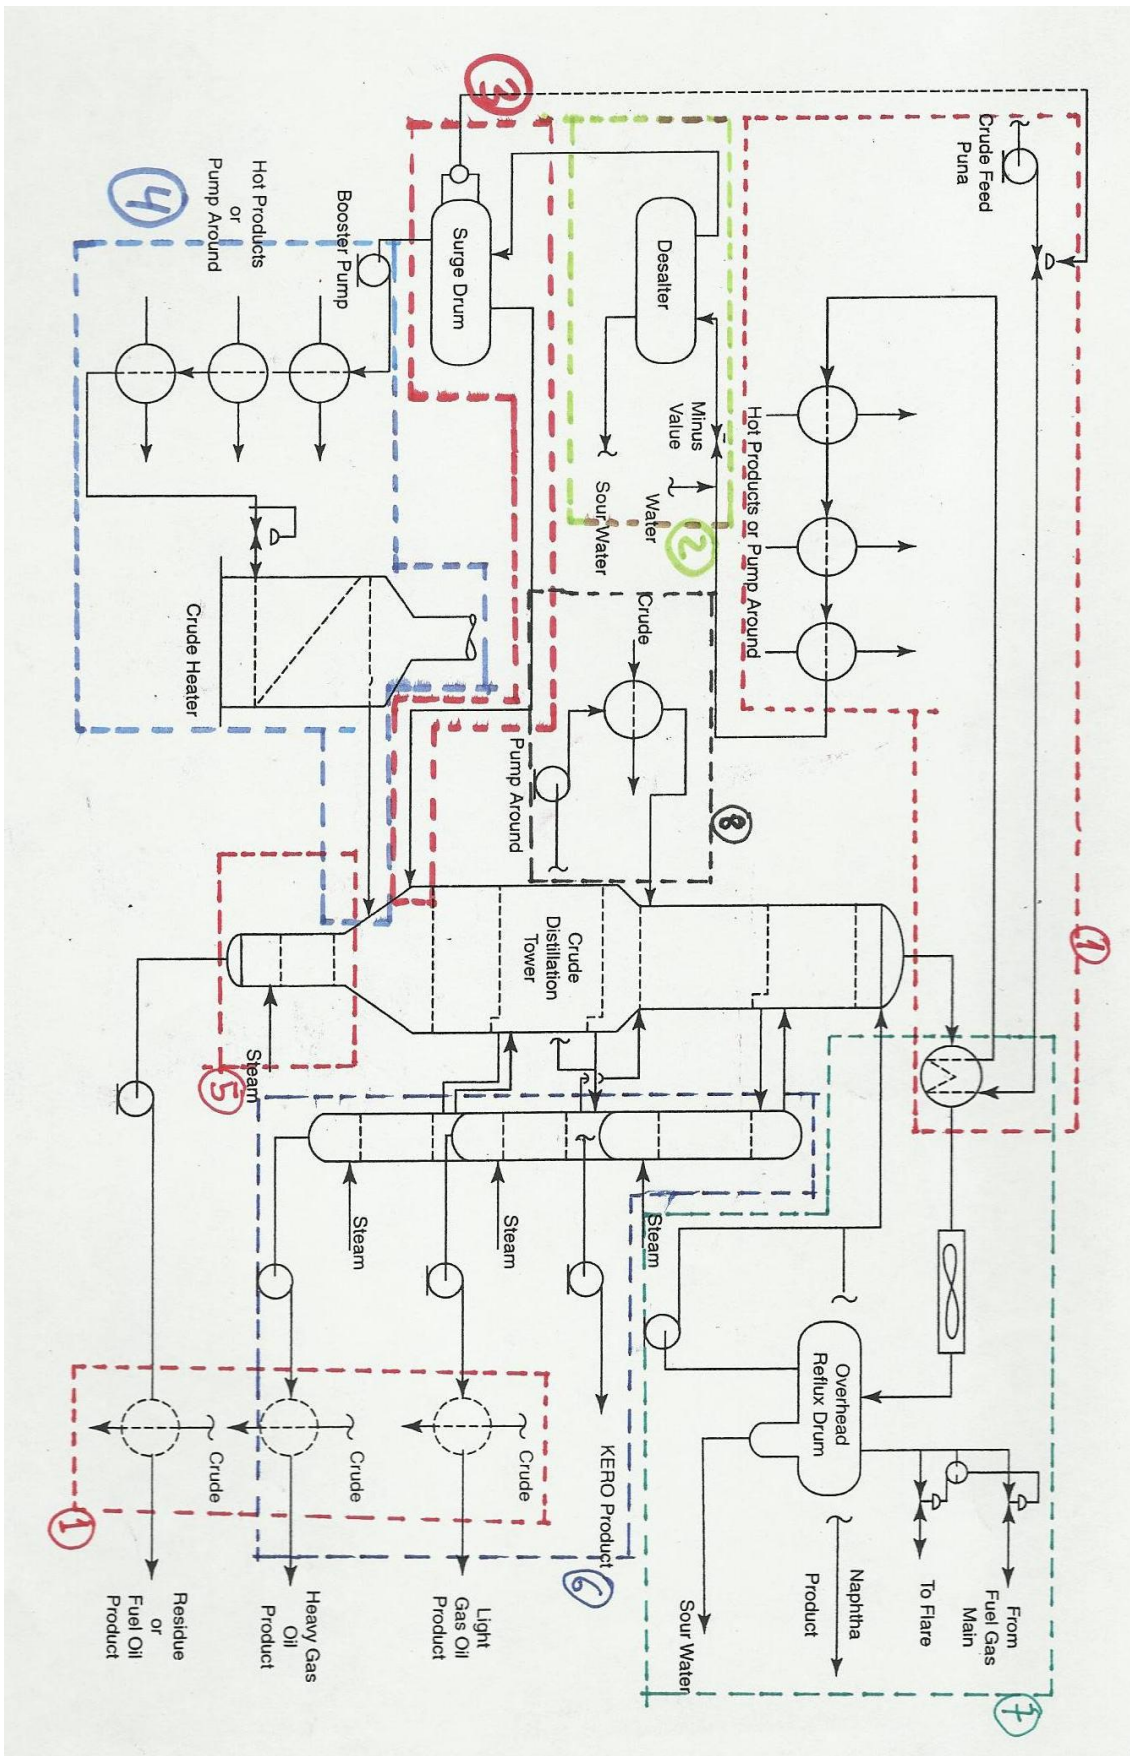 1
Crude Feed
Puna
Hot Products or Pump Around
2
Water
Minus
Value
Desalter
Sour Water
3
Surge Drum
Booster Pump
Hot Products
or
Pump Around
4
Crude Heater
Crude
Pump Around
8
Crude
Distillation
Tower
Steam
5
Steam
Steam
Steam
Overhead
Reflux Drum
From
Fuel Gas
Main
To Flare
Naphtha
Product
Sour Water
7
KERO Product
6
Crude
Light
Gas Oil
Product
Crude
Heavy Gas
Oil
Product
Crude
Residue
or
Fuel Oil
Product
1